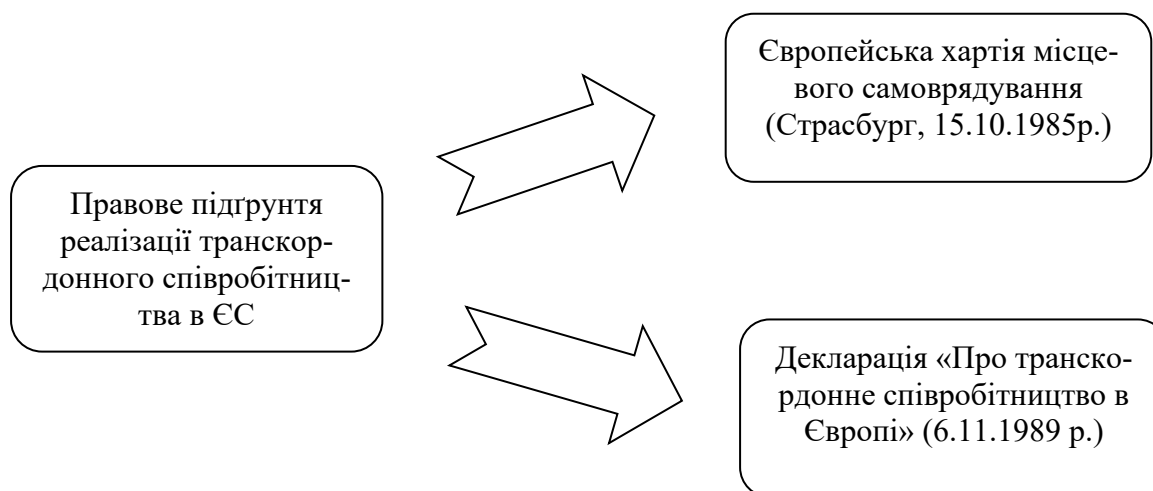 Європейська хартія місце-
вого самоврядування
(Страсбург, 15.10.1985р.)
Правове підґрунтя
реалізації транскор-
донного співробітниц-
тва в ЄС
Декларація «Про транско-
рдонне співробітництво в
Європі» (6.11.1989 р.)